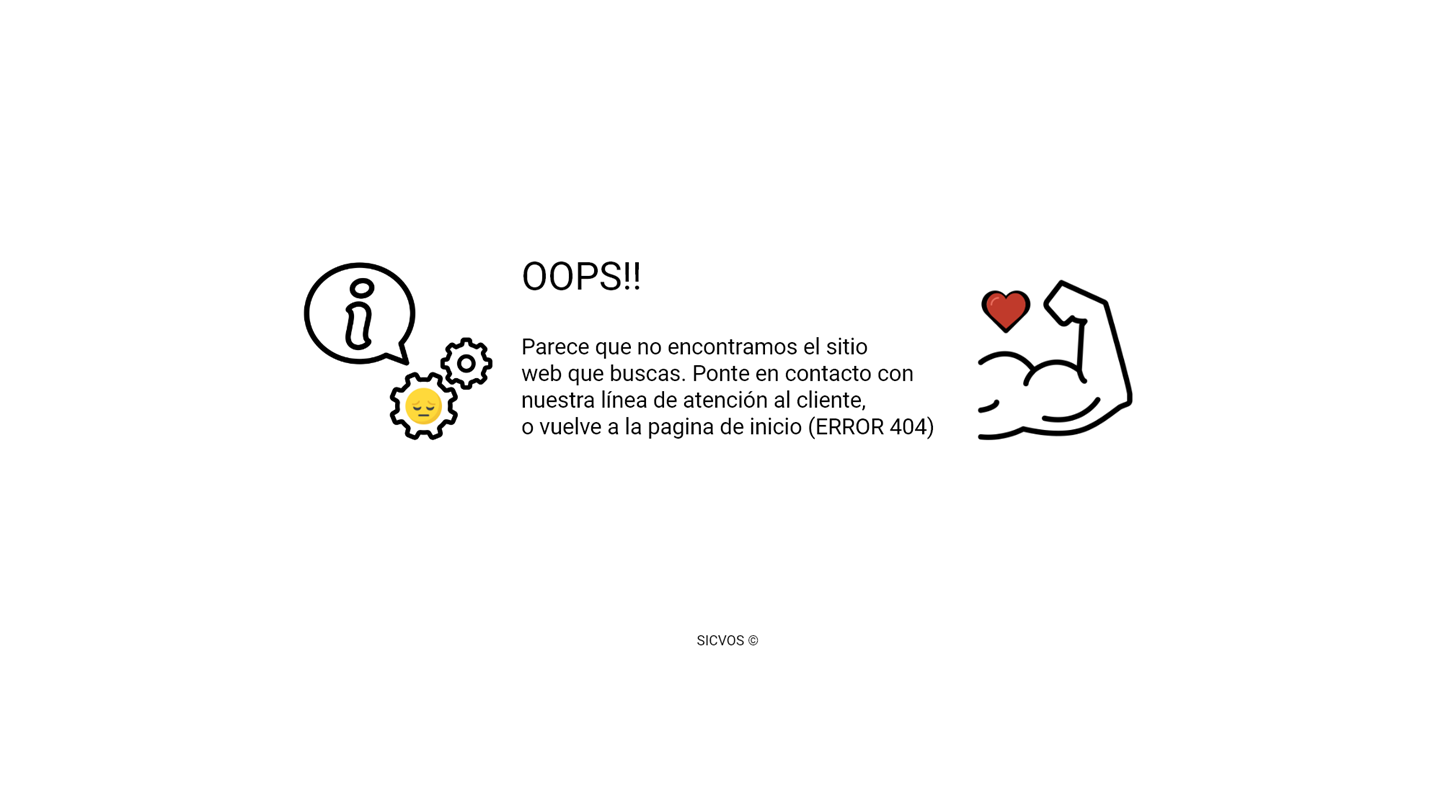 OOPS!!
Parece que no encontramos el sitio
web que buscas. Ponte en contacto con
nuestra línea de atención al cliente,
o vuelve a la pagina de inicio (ERROR 404)
SICVOS ©